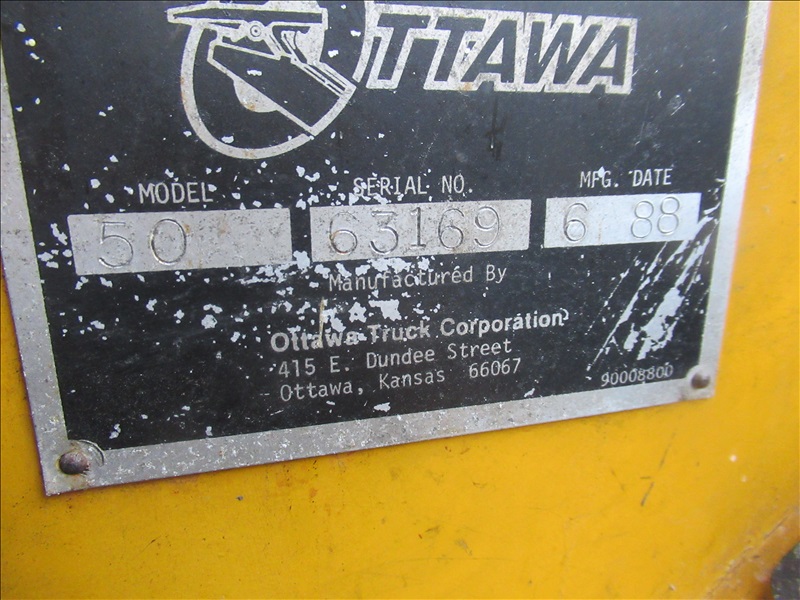 OTTAWA
MODEL SERIAL NO. MFG. DATE
50 63169 6 88
Manufactured By
Ottawa Truck Corporation
415 E. Dundee Street
Ottawa, Kansas 66067
90008800